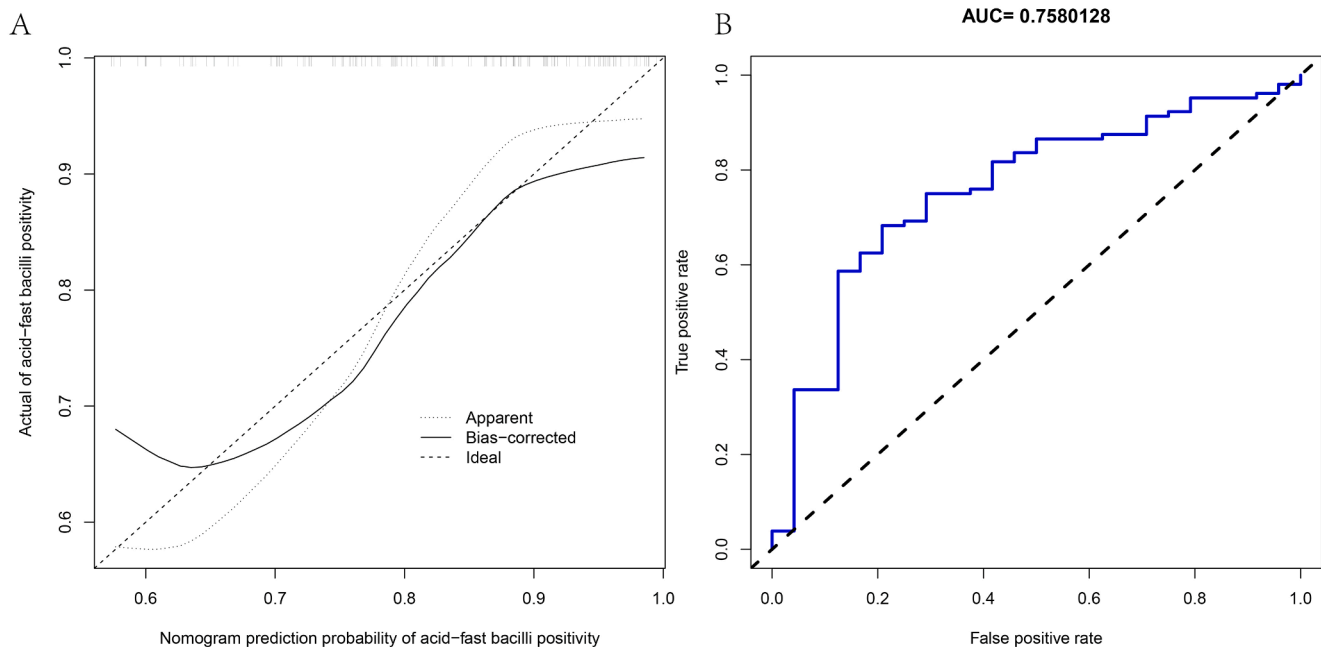 A
1.0
0.9
0.8
0.7
0.6
Actual of acid−fast bacilli positivity
Apparent
Bias−corrected
Ideal
0.6 0.7 0.8 0.9 1.0
Nomogram prediction probability of acid−fast bacilli positivity
B
AUC= 0.7580128
1.0
0.8
0.6
0.4
0.2
0.0
True positive rate
0.0 0.2 0.4 0.6 0.8 1.0
False positive rate